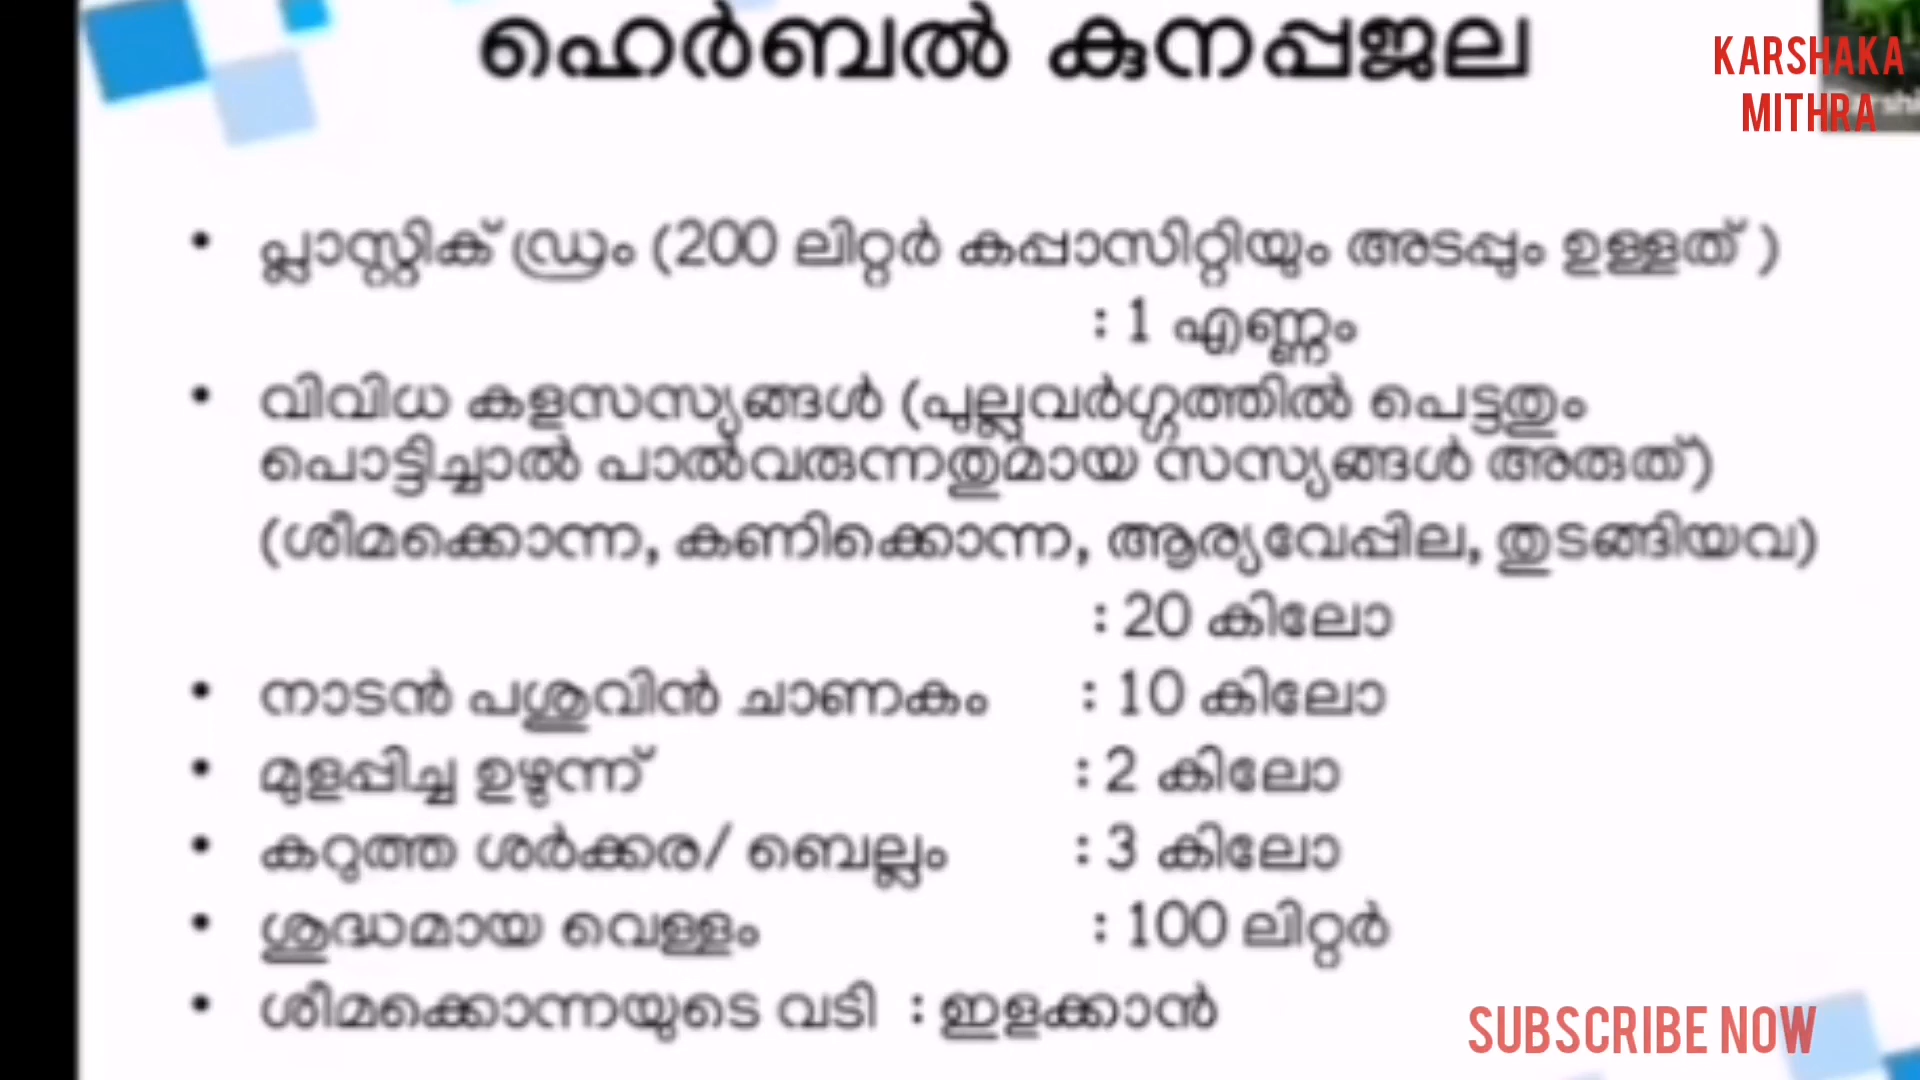 ഹെർബൽ കുനപ്പജല
KARSHAKA
MITHRA
• പ്ലാസ്റ്റിക് ഡ്രം (200 ലിറ്റർ കപ്പാസിറ്റിയും അടപ്പും ഉള്ളത് )
: 1 എണ്ണം
• വിവിധ കളസസ്യങ്ങൾ (പുല്ലവർഗ്ഗത്തിൽ പെട്ടതും
പൊട്ടിച്ചാൽ പാൽവരുന്നതുമായ സസ്യങ്ങൾ അരുത്)
(ശീമക്കൊന്ന, കണിക്കൊന്ന, ആര്യവേപ്പില, തുടങ്ങിയവ)
: 20 കിലോ
• നാടൻ പശുവിൻ ചാണകം : 10 കിലോ
• മുളപ്പിച്ച ഉഴുന്ന് : 2 കിലോ
• കറുത്ത ശർക്കര/ ബെല്ലം : 3 കിലോ
• ശുദ്ധമായ വെള്ളം : 100 ലിറ്റർ
• ശീമക്കൊന്നയുടെ വടി : ഇളക്കാൻ
SUBSCRIBE NOW